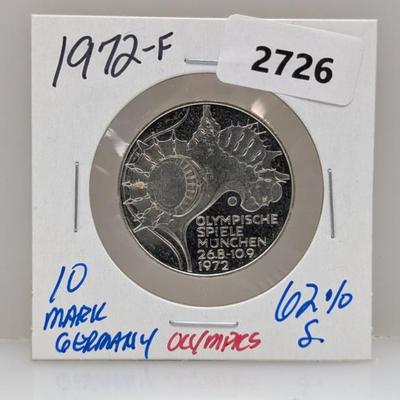 1972-F
2726
OLYMPISCHE
SPIELE
MÜNCHEN
26.8-10.9
1972
10
MARK
GERMANY OLYMPICS
62%
S.